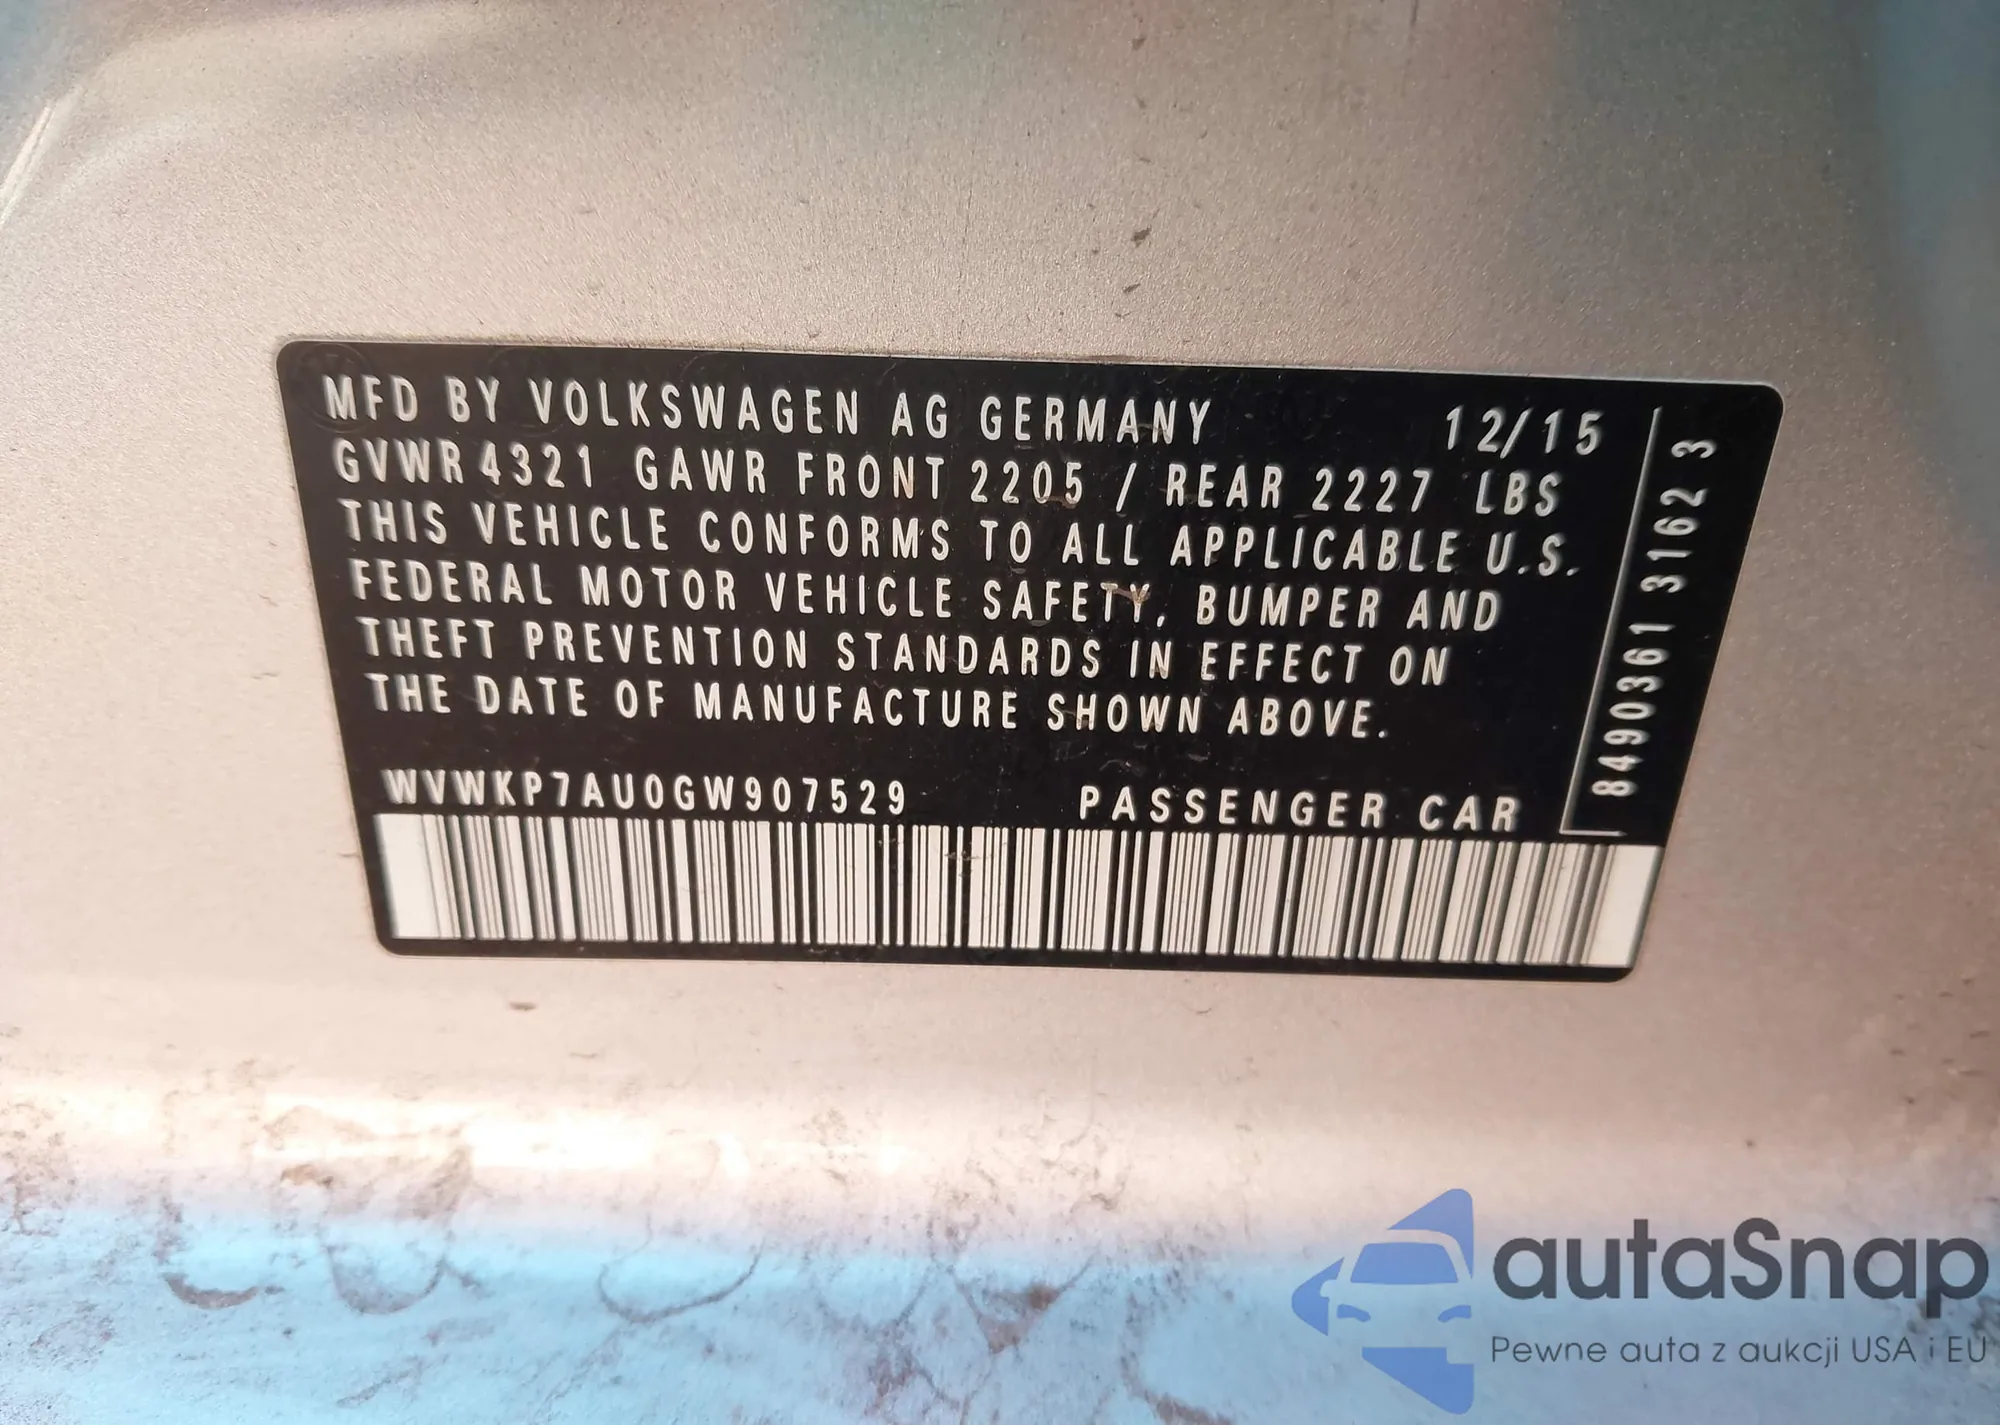 MFD BY VOLKSWAGEN AG GERMANY 12/15
GVWR 4321 GAWR FRONT 2205 / REAR 2227 LBS
THIS VEHICLE CONFORMS TO ALL APPLICABLE U.S.
FEDERAL MOTOR VEHICLE SAFETY, BUMPER AND
THEFT PREVENTION STANDARDS IN EFFECT ON
THE DATE OF MANUFACTURE SHOWN ABOVE.
WVWKP7AU0GW907529 PASSENGER CAR
8490361 3162 3
autaSnap
Pewne auta z aukcji USA i EU